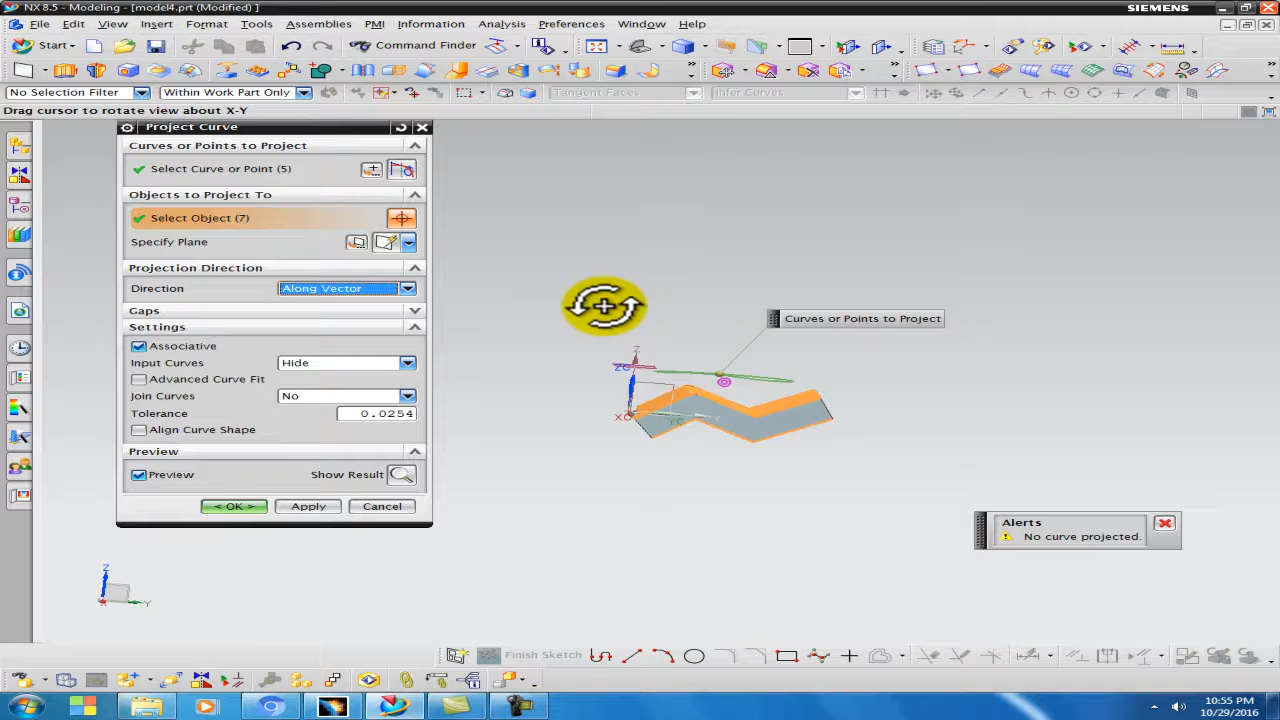 NX 8.5 - Modeling - [model4.prt (Modified) ]
SIEMENS
File Edit View Insert Format Tools Assemblies PMI Information Analysis Preferences Window Help
Start
Command Finder
No Selection Filter
Within Work Part Only
Tangent Faces
Infer Curves
Drag cursor to rotate view about X-Y
Project Curve
Curves or Points to Project
Select Curve or Point (5)
Objects to Project To
Select Object (7)
Specify Plane
Projection Direction
Direction
Along Vector
Gaps
Settings
Associative
Input Curves
Hide
Advanced Curve Fit
Join Curves
No
Tolerance
0.0254
Align Curve Shape
Preview
Preview
Show Result
< OK >
Apply
Cancel
Curves or Points to Project
Z
ZC
XC
YC
Alerts
No curve projected.
Z
X
Y
Finish Sketch
10:55 PM
10/29/2016